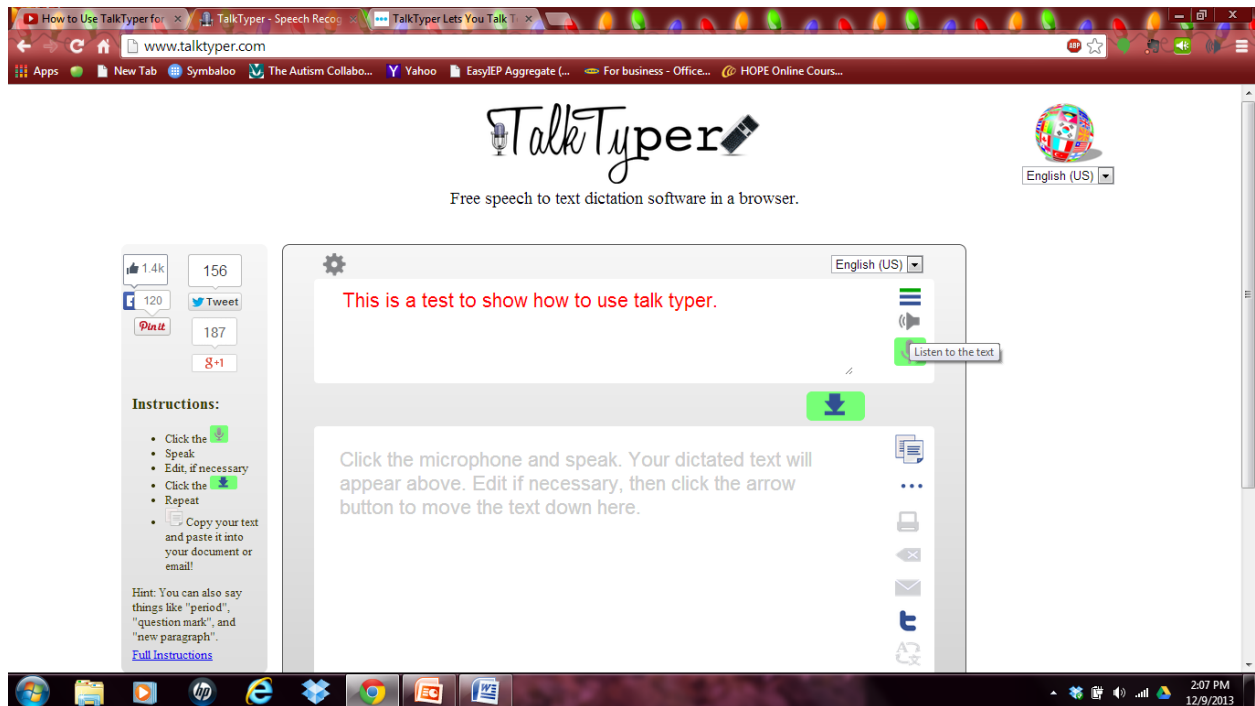 How to Use TalkTyper for
TalkTyper - Speech Recog
TalkTyper Lets You Talk T
www.talktyper.com
ABP
Apps New Tab Symbaloo The Autism Collabo... Yahoo EasyIEP Aggregate (... For business - Office... HOPE Online Cours...
TalkTyper
English (US)
Free speech to text dictation software in a browser.
1.4k
156
120
Tweet
Pin it
187
g+1
English (US)
This is a test to show how to use talk typer.
Listen to the text
Instructions:
• Click the
• Speak
• Edit, if necessary
• Click the
• Repeat
• Copy your text
and paste it into
your document or
email!
Hint: You can also say
things like "period",
"question mark", and
"new paragraph".
Full Instructions
Click the microphone and speak. Your dictated text will
appear above. Edit if necessary, then click the arrow
button to move the text down here.
2:07 PM
12/9/2013